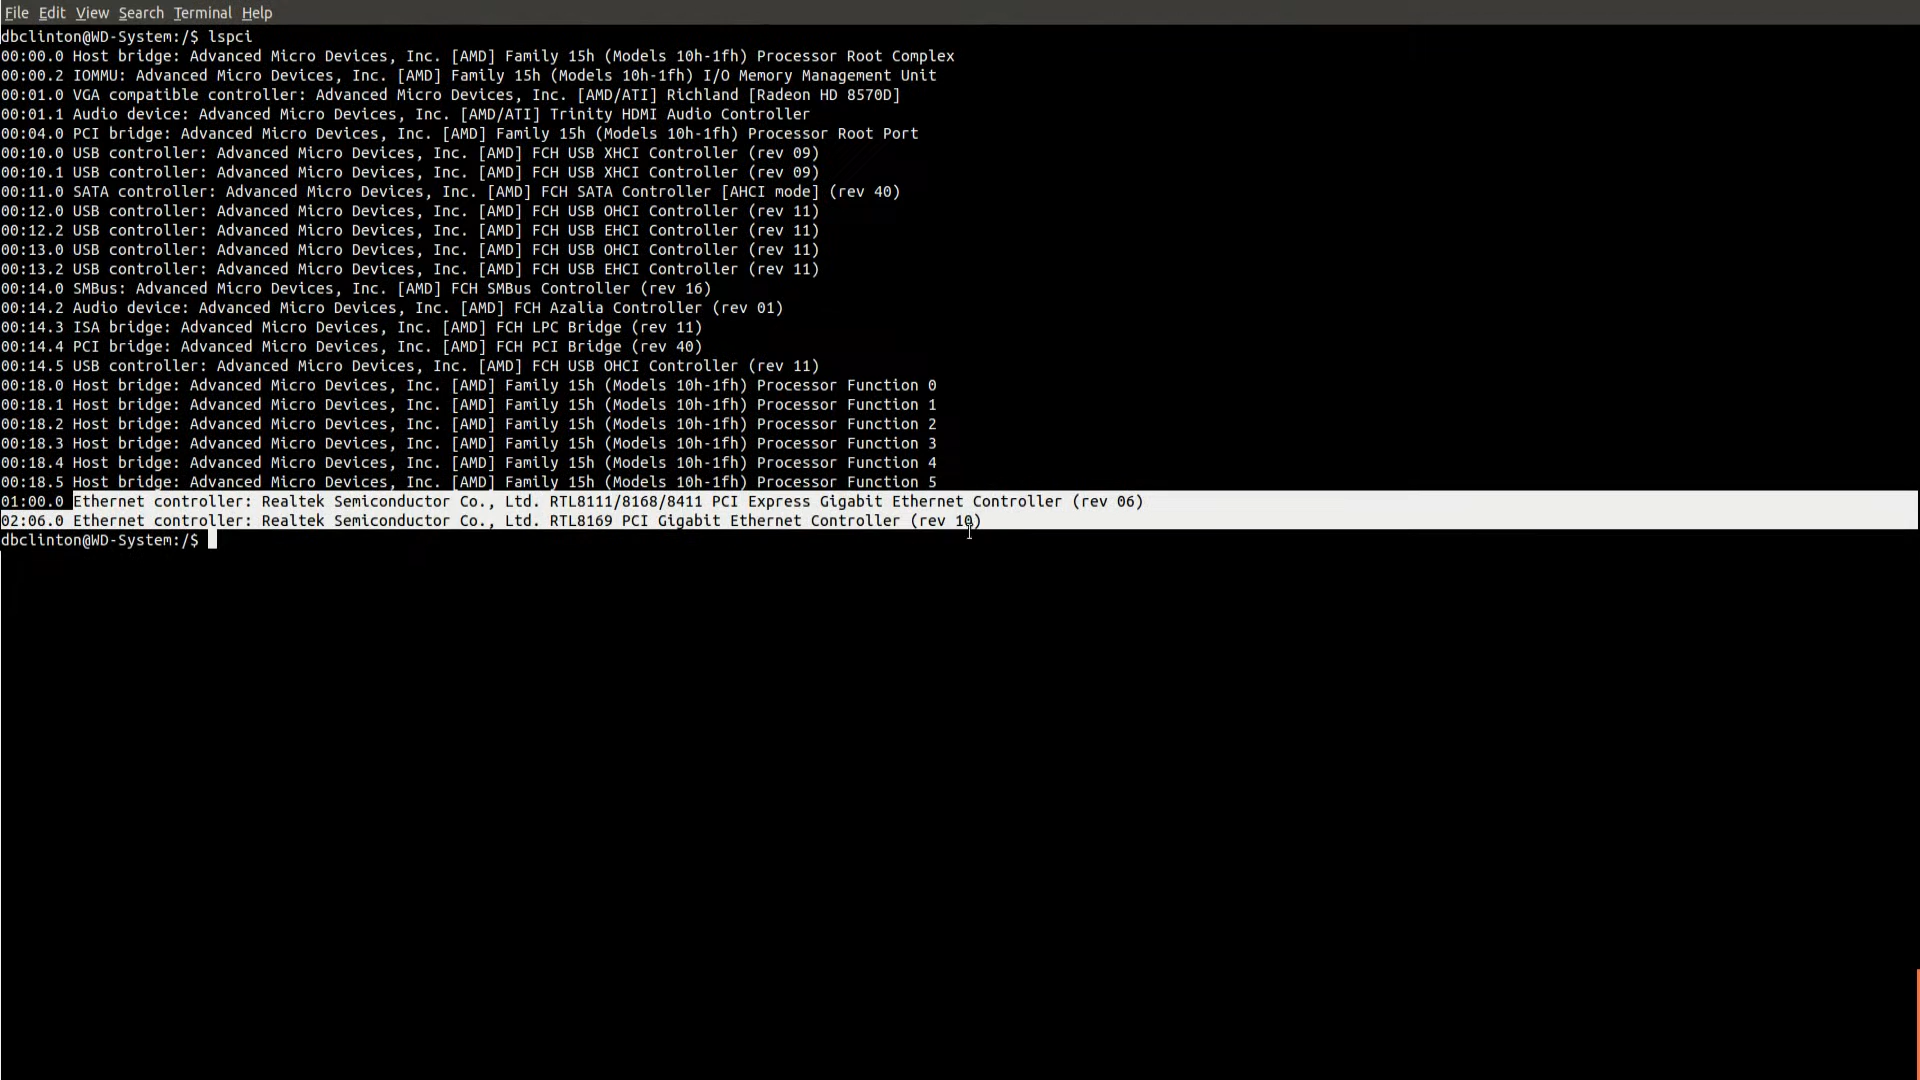 File Edit View Search Terminal Help
dbclinton@WD-System:/$ lspci
00:00.0 Host bridge: Advanced Micro Devices, Inc. [AMD] Family 15h (Models 10h-1fh) Processor Root Complex
00:00.2 IOMMU: Advanced Micro Devices, Inc. [AMD] Family 15h (Models 10h-1fh) I/O Memory Management Unit
00:01.0 VGA compatible controller: Advanced Micro Devices, Inc. [AMD/ATI] Richland [Radeon HD 8570D]
00:01.1 Audio device: Advanced Micro Devices, Inc. [AMD/ATI] Trinity HDMI Audio Controller
00:04.0 PCI bridge: Advanced Micro Devices, Inc. [AMD] Family 15h (Models 10h-1fh) Processor Root Port
00:10.0 USB controller: Advanced Micro Devices, Inc. [AMD] FCH USB XHCI Controller (rev 09)
00:10.1 USB controller: Advanced Micro Devices, Inc. [AMD] FCH USB XHCI Controller (rev 09)
00:11.0 SATA controller: Advanced Micro Devices, Inc. [AMD] FCH SATA Controller [AHCI mode] (rev 40)
00:12.0 USB controller: Advanced Micro Devices, Inc. [AMD] FCH USB OHCI Controller (rev 11)
00:12.2 USB controller: Advanced Micro Devices, Inc. [AMD] FCH USB EHCI Controller (rev 11)
00:13.0 USB controller: Advanced Micro Devices, Inc. [AMD] FCH USB OHCI Controller (rev 11)
00:13.2 USB controller: Advanced Micro Devices, Inc. [AMD] FCH USB EHCI Controller (rev 11)
00:14.0 SMBus: Advanced Micro Devices, Inc. [AMD] FCH SMBus Controller (rev 16)
00:14.2 Audio device: Advanced Micro Devices, Inc. [AMD] FCH Azalia Controller (rev 01)
00:14.3 ISA bridge: Advanced Micro Devices, Inc. [AMD] FCH LPC Bridge (rev 11)
00:14.4 PCI bridge: Advanced Micro Devices, Inc. [AMD] FCH PCI Bridge (rev 40)
00:14.5 USB controller: Advanced Micro Devices, Inc. [AMD] FCH USB OHCI Controller (rev 11)
00:18.0 Host bridge: Advanced Micro Devices, Inc. [AMD] Family 15h (Models 10h-1fh) Processor Function 0
00:18.1 Host bridge: Advanced Micro Devices, Inc. [AMD] Family 15h (Models 10h-1fh) Processor Function 1
00:18.2 Host bridge: Advanced Micro Devices, Inc. [AMD] Family 15h (Models 10h-1fh) Processor Function 2
00:18.3 Host bridge: Advanced Micro Devices, Inc. [AMD] Family 15h (Models 10h-1fh) Processor Function 3
00:18.4 Host bridge: Advanced Micro Devices, Inc. [AMD] Family 15h (Models 10h-1fh) Processor Function 4
00:18.5 Host bridge: Advanced Micro Devices, Inc. [AMD] Family 15h (Models 10h-1fh) Processor Function 5
01:00.0 Ethernet controller: Realtek Semiconductor Co., Ltd. RTL8111/8168/8411 PCI Express Gigabit Ethernet Controller (rev 06)
02:06.0 Ethernet controller: Realtek Semiconductor Co., Ltd. RTL8169 PCI Gigabit Ethernet Controller (rev 10)
dbclinton@WD-System:/$